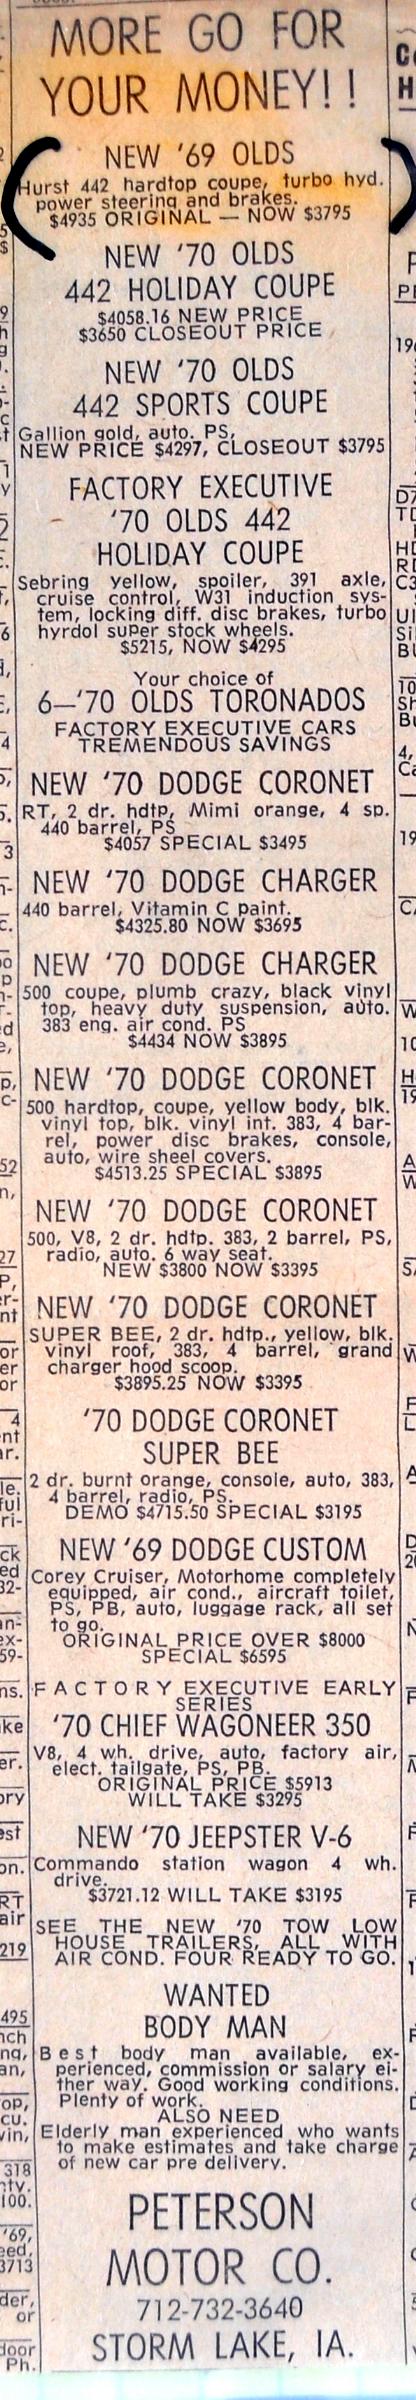 MORE GO FOR
YOUR MONEY!!
NEW '69 OLDS
Hurst 442 hardtop coupe, turbo hyd.
power steering and brakes.
$4935 ORIGINAL — NOW $3795
NEW '70 OLDS
442 HOLIDAY COUPE
$4058.16 NEW PRICE
$3650 CLOSEOUT PRICE
NEW '70 OLDS
442 SPORTS COUPE
Gallion gold, auto. PS,
NEW PRICE $4297, CLOSEOUT $3795
FACTORY EXECUTIVE
'70 OLDS 442
HOLIDAY COUPE
Sebring yellow, spoiler, 391 axle,
cruise control, W31 induction sys-
tem, locking diff. disc brakes, turbo
hyrdol super stock wheels.
$5215, NOW $4295
Your choice of
6—'70 OLDS TORONADOS
FACTORY EXECUTIVE CARS
TREMENDOUS SAVINGS
NEW '70 DODGE CORONET
RT, 2 dr. hdtp, Mimi orange, 4 sp.
440 barrel, PS
$4057 SPECIAL $3495
NEW '70 DODGE CHARGER
440 barrel, Vitamin C paint.
$4325.80 NOW $3695
NEW '70 DODGE CHARGER
500 coupe, plumb crazy, black vinyl
top, heavy duty suspension, auto.
383 eng. air cond. PS
$4434 NOW $3895
NEW '70 DODGE CORONET
500 hardtop, coupe, yellow body, blk.
vinyl top, blk. vinyl int. 383, 4 bar-
rel, power disc brakes, console,
auto, wire sheel covers.
$4513.25 SPECIAL $3895
NEW '70 DODGE CORONET
500, V8, 2 dr. hdtp. 383, 2 barrel, PS,
radio, auto. 6 way seat.
NEW $3800 NOW $3395
NEW '70 DODGE CORONET
SUPER BEE, 2 dr. hdtp., yellow, blk.
vinyl roof, 383, 4 barrel, grand
charger hood scoop.
$3895.25 NOW $3395
'70 DODGE CORONET
SUPER BEE
2 dr. burnt orange, console, auto, 383,
4 barrel, radio, PS.
DEMO $4715.50 SPECIAL $3195
NEW '69 DODGE CUSTOM
Corey Cruiser, Motorhome completely
equipped, air cond., aircraft toilet,
PS, PB, auto, luggage rack, all set
to go.
ORIGINAL PRICE OVER $8000
SPECIAL $6595
FACTORY EXECUTIVE EARLY
SERIES
'70 CHIEF WAGONEER 350
V8, 4 wh. drive, auto, factory air,
elect. tailgate, PS, PB.
ORIGINAL PRICE $5913
WILL TAKE $3295
NEW '70 JEEPSTER V-6
Commando station wagon 4 wh.
drive.
$3721.12 WILL TAKE $3195
SEE THE NEW '70 TOW LOW
HOUSE TRAILERS, ALL WITH
AIR COND. FOUR READY TO GO.
WANTED
BODY MAN
Best body man available, ex-
perienced, commission or salary ei-
ther way. Good working conditions.
Plenty of work.
ALSO NEED
Elderly man experienced who wants
to make estimates and take charge
of new car pre delivery.
PETERSON
MOTOR CO.
712-732-3640
STORM LAKE, IA.